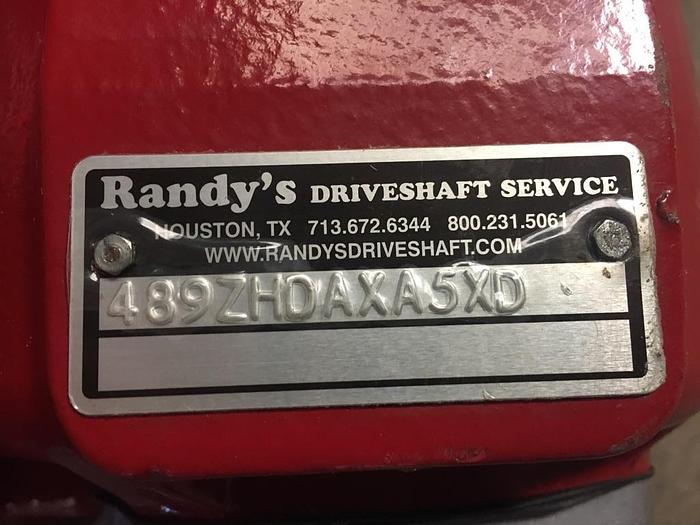 Randy's DRIVESHAFT SERVICE
HOUSTON, TX 713.672.6344 800.231.5061
WWW.RANDYSDRIVESHAFT.COM
489ZHDAXA5XD